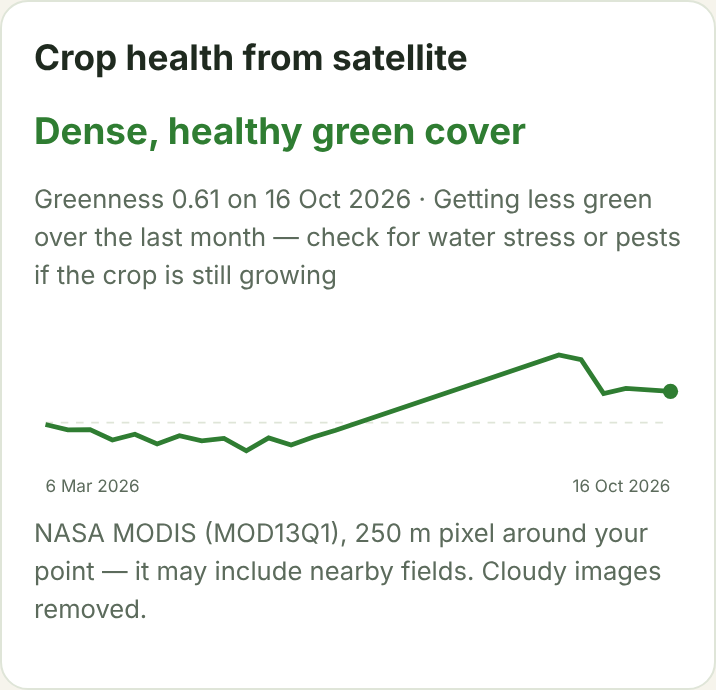 Crop health from satellite
Dense, healthy green cover
Greenness 0.61 on 16 Oct 2026 · Getting less green
over the last month — check for water stress or pests
if the crop is still growing
6 Mar 2026
16 Oct 2026
NASA MODIS (MOD13Q1), 250 m pixel around your
point — it may include nearby fields. Cloudy images
removed.